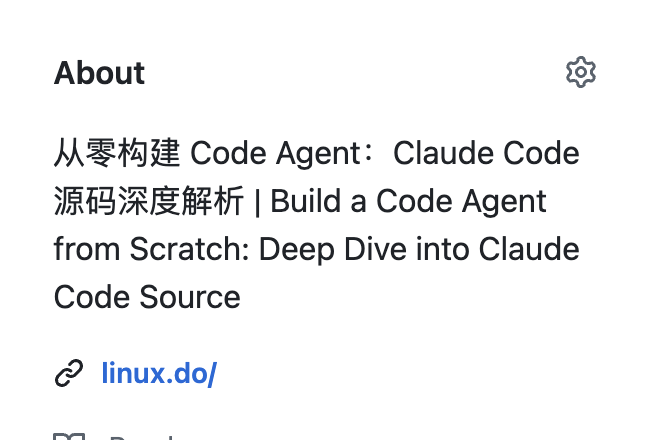 About
从零构建 Code Agent：Claude Code
源码深度解析 | Build a Code Agent
from Scratch: Deep Dive into Claude
Code Source
linux.do/